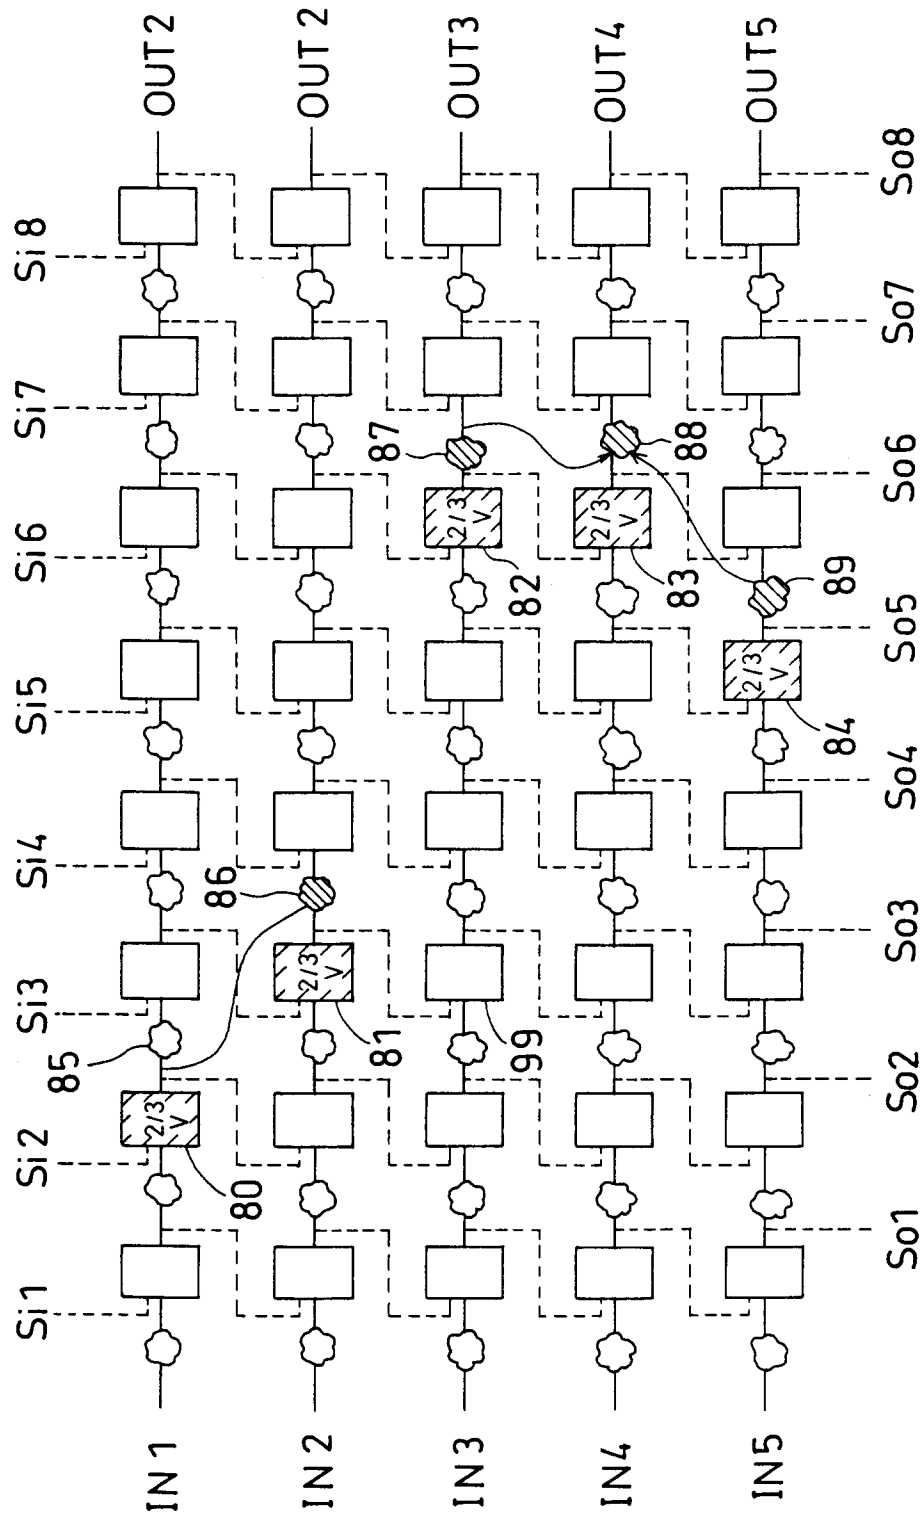 Si1 Si2 Si3 Si4 Si5 Si6 Si7 Si8
IN1 OUT2
85
2/3 V
80
86
IN2 OUT2
2/3 V
81
87
IN3 OUT3
2/3 V
82
99
IN4 OUT4
2/3 V
83
88
IN5 OUT5
2/3 V
84
89
So1 So2 So3 So4 So5 So6 So7 So8